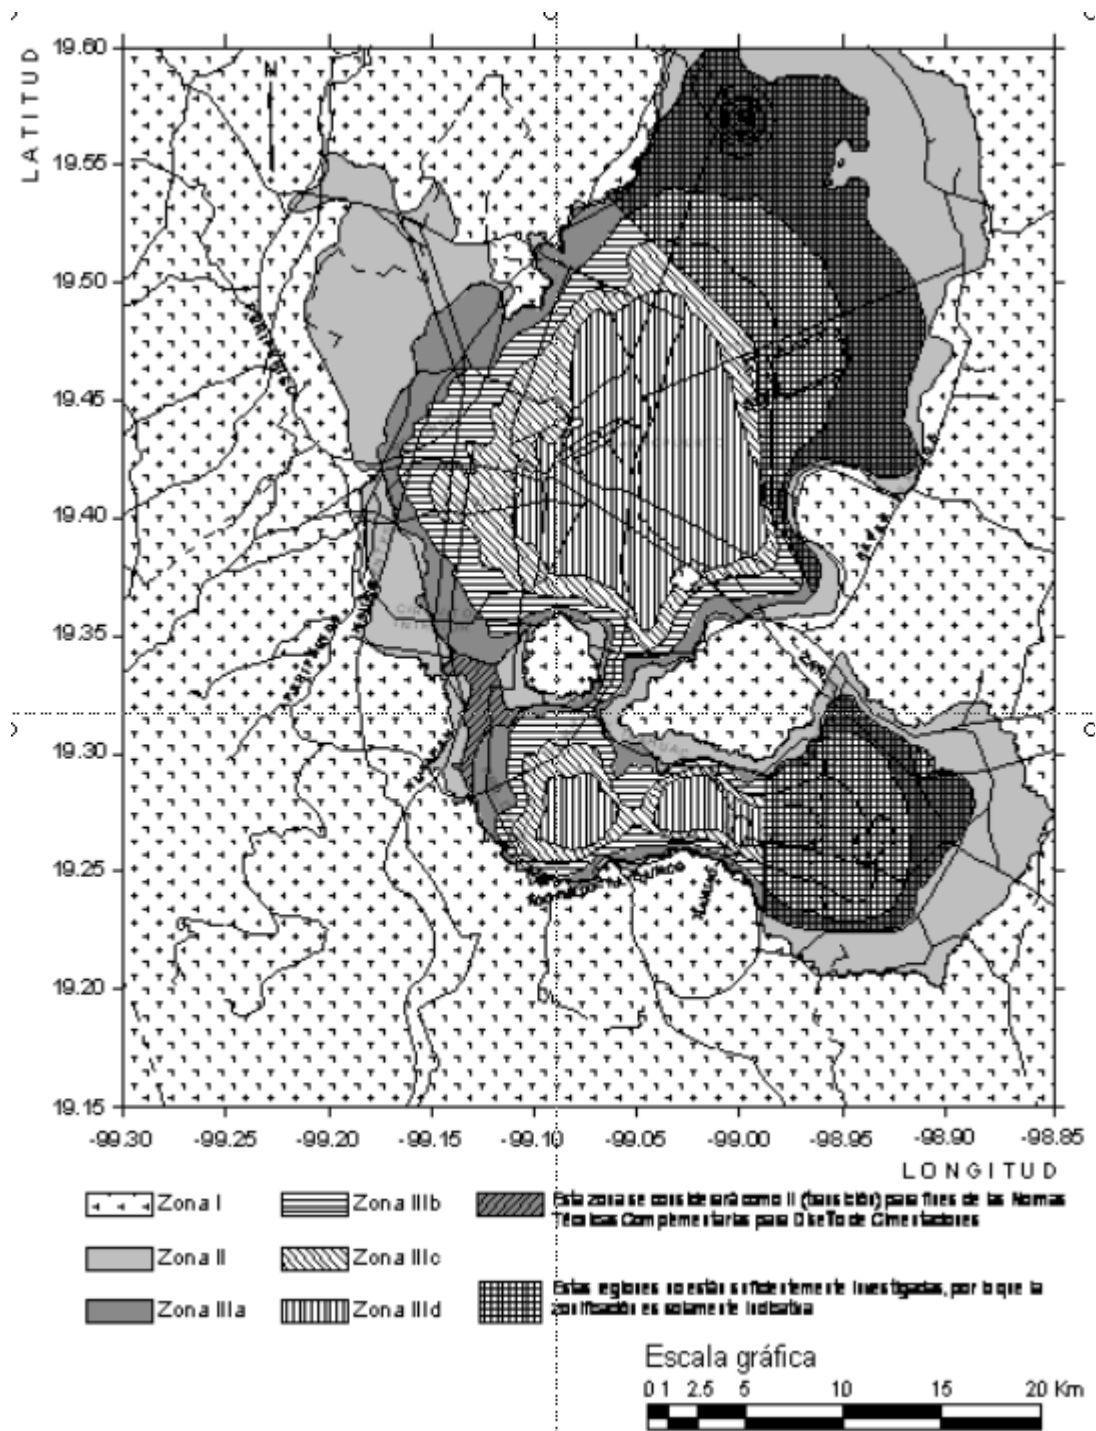 19.60
LATITUD
N
19.55
19.50
19.45
19.40
CIRCUITO
INTERIOR
19.35
19.30
19.25
19.20
19.15
-99.30 -99.25 -99.20 -99.15 -99.10 -99.05 -99.00 -98.95 -98.90 -98.85
LONGITUD
Zona I
Zona II
Zona IIIa
Zona IIIb
Zona IIIc
Zona IIId
Esta zona se considerará como II (transición) para fines de las Normas
Técnicas Complementarias para Diseño de Cimentaciones
Estas regiones no están suficientemente investigadas, por lo que la
zonificación es solamente indicativa
Escala gráfica
0 1 2.5 5 10 15 20 Km